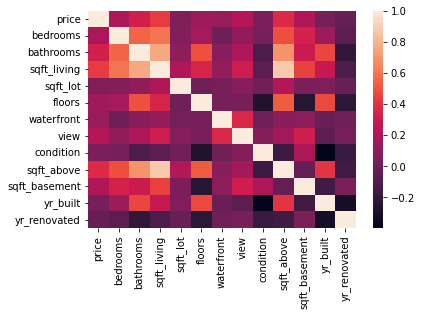 price
bedrooms
bathrooms
sqft_living
sqft_lot
floors
waterfront
view
condition
sqft_above
sqft_basement
yr_built
yr_renovated
price
bedrooms
bathrooms
sqft_living
sqft_lot
floors
waterfront
view
condition
sqft_above
sqft_basement
yr_built
yr_renovated
1.0
0.8
0.6
0.4
0.2
0.0
−0.2